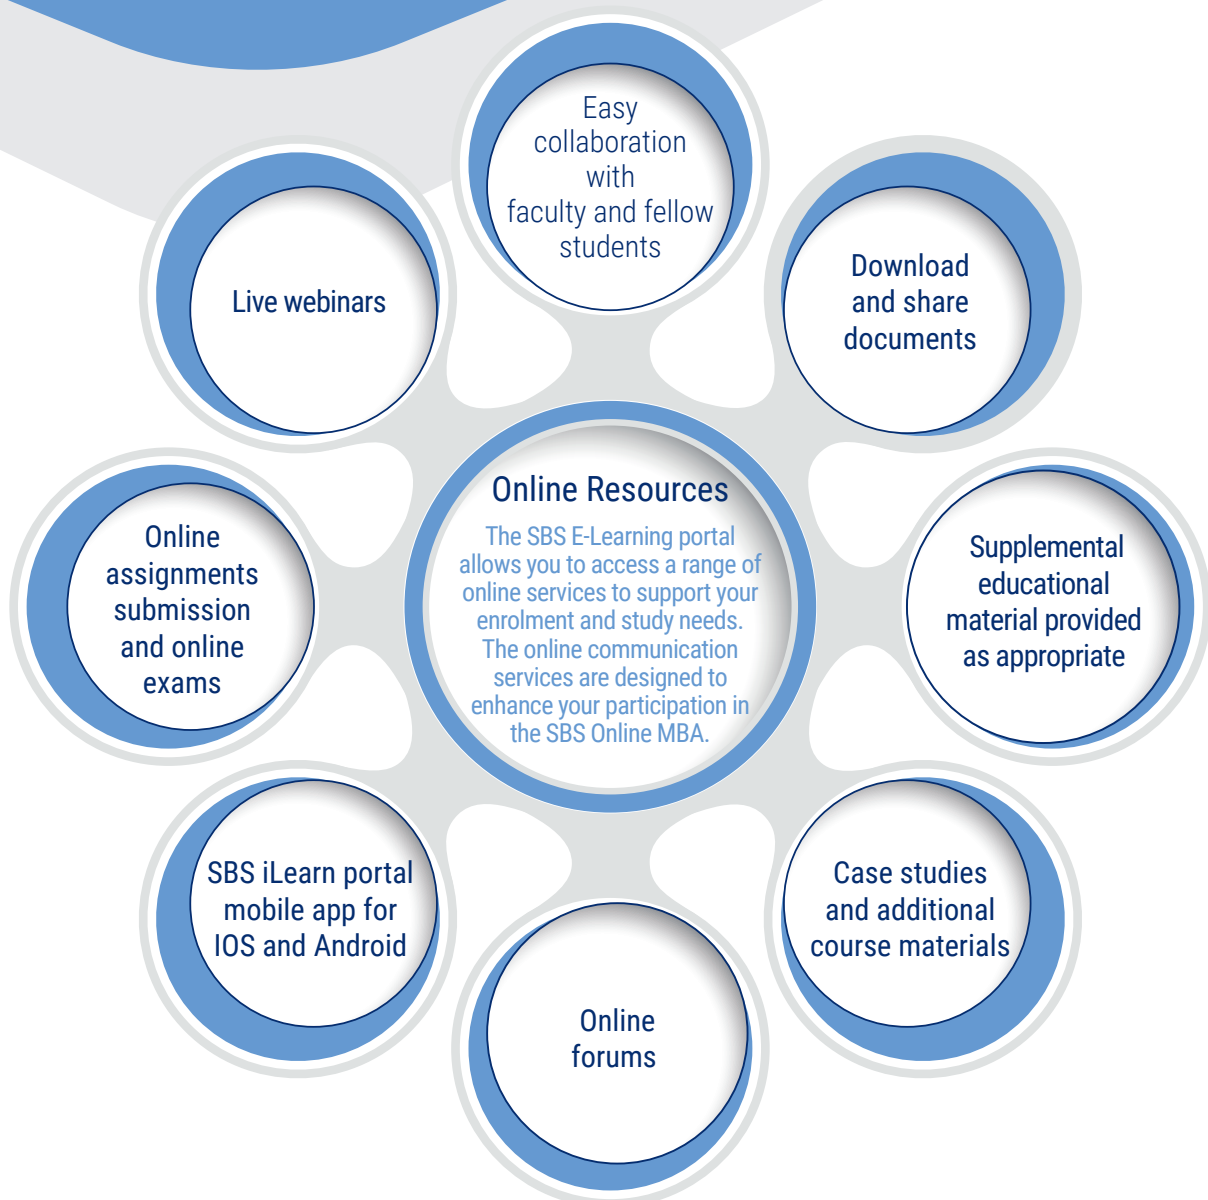 Easy
collaboration
with
faculty and fellow
students
Download
and share
documents
Live webinars
Online Resources
The SBS E-Learning portal
allows you to access a range of
online services to support your
enrolment and study needs.
The online communication
services are designed to
enhance your participation in
the SBS Online MBA.
Online
assignments
submission
and online
exams
Supplemental
educational
material provided
as appropriate
SBS iLearn portal
mobile app for
IOS and Android
Case studies
and additional
course materials
Online
forums